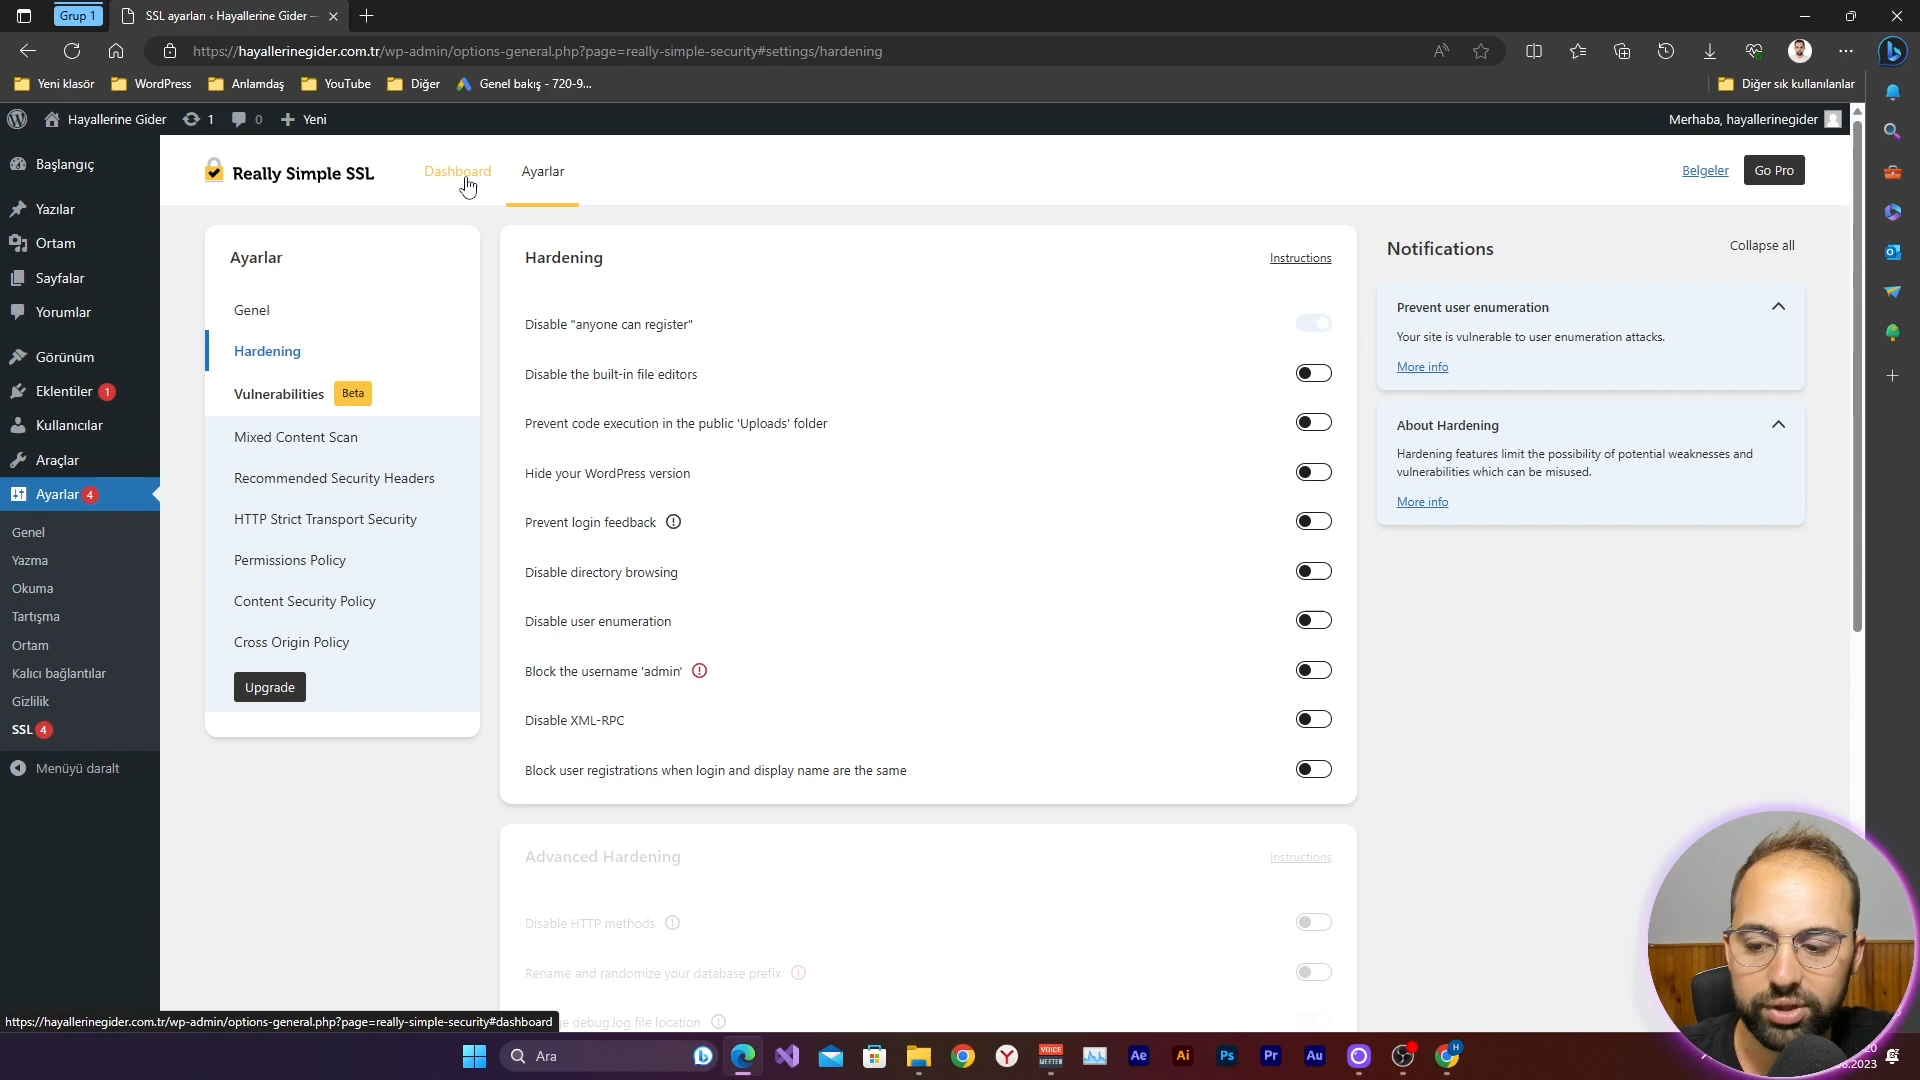 Grup 1
SSL ayarları ‹ Hayallerine Gider —
https://hayallerinegider.com.tr/wp-admin/options-general.php?page=really-simple-security#settings/hardening
Yeni klasör
WordPress
Anlamdaş
YouTube
Diğer
Genel bakış - 720-9...
Diğer sık kullanılanlar
Hayallerine Gider
1
0
Yeni
Merhaba, hayallerinegider
Başlangıç
Yazılar
Ortam
Sayfalar
Yorumlar
Görünüm
Eklentiler 1
Kullanıcılar
Araçlar
Ayarlar 4
Genel
Yazma
Okuma
Tartışma
Ortam
Kalıcı bağlantılar
Gizlilik
SSL 4
Menüyü daralt
Really Simple SSL
Dashboard
Ayarlar
Belgeler
Go Pro
Ayarlar
Genel
Hardening
Vulnerabilities Beta
Mixed Content Scan
Recommended Security Headers
HTTP Strict Transport Security
Permissions Policy
Content Security Policy
Cross Origin Policy
Upgrade
Hardening
Instructions
Disable "anyone can register"
Disable the built-in file editors
Prevent code execution in the public 'Uploads' folder
Hide your WordPress version
Prevent login feedback
Disable directory browsing
Disable user enumeration
Block the username 'admin'
Disable XML-RPC
Block user registrations when login and display name are the same
Advanced Hardening
Instructions
Disable HTTP methods
Rename and randomize your database prefix
debug.log file location
Notifications
Collapse all
Prevent user enumeration
Your site is vulnerable to user enumeration attacks.
More info
About Hardening
Hardening features limit the possibility of potential weaknesses and
vulnerabilities which can be misused.
More info
https://hayallerinegider.com.tr/wp-admin/options-general.php?page=really-simple-security#dashboard
Ara
VOICE
MEETER
Ae
Ai
Ps
Pr
Au
H